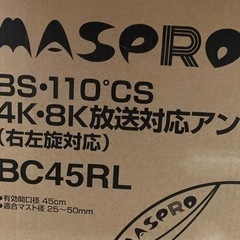 MASPRO
BS・110°CS
4K・8K放送対応アン
(右左旋対応)
BC45RL
●有効開口径 45cm
●適合マスト径 25〜50mm
MASPRO